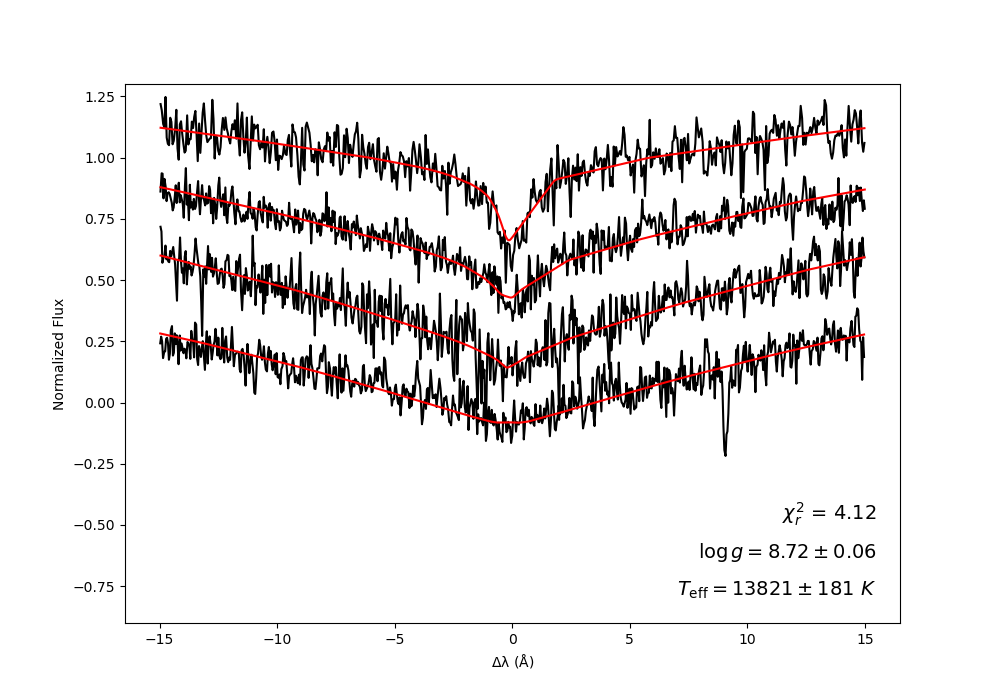 1.25
1.00
0.75
0.50
0.25
0.00
−0.25
−0.50
−0.75
Normalized Flux
χ²ᵣ = 4.12
log g = 8.72 ± 0.06
T_eff = 13821 ± 181 K
−15 −10 −5 0 5 10 15
Δλ (Å)